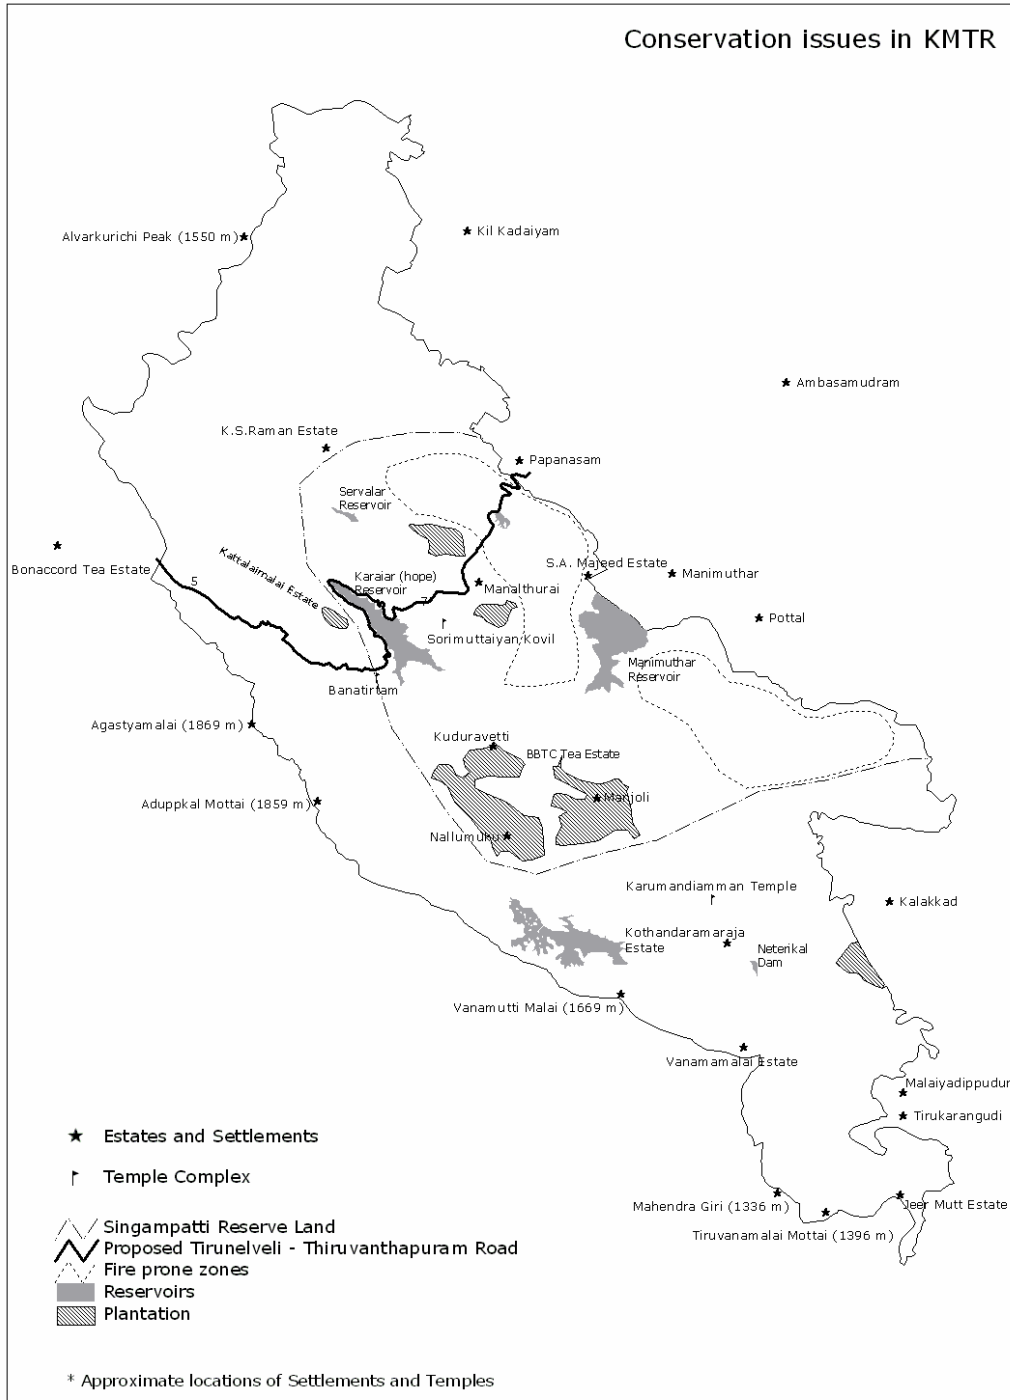 Conservation issues in KMTR
Alvarkurichi Peak (1550 m)
Kil Kadaiyam
Ambasamudram
K.S.Raman Estate
Papanasam
Servalar
Reservoir
Bonaccord Tea Estate
5
Kattalaimalai Estate
Karaiar (hope)
Reservoir
7
Manalthurai
S.A. Majeed Estate
Manimuthar
Pottal
Sorimuttaiyan Kovil
Manimuthar
Reservoir
Banatirtam
Agastyamalai (1869 m)
Kuduravetti
BBTC Tea Estate
Aduppkal Mottai (1859 m)
Manjoli
Nallumuku
Karumandiamman Temple
Kalakkad
Kothandaramaraja
Estate
Neterikal
Dam
Vanamutti Malai (1669 m)
Vanamamalai Estate
Malaiyadippudur
Tirukarangudi
Mahendra Giri (1336 m)
Jeer Mutt Estate
Tiruvanamalai Mottai (1396 m)
Estates and Settlements
Temple Complex
Singampatti Reserve Land
Proposed Tirunelveli - Thiruvanthapuram Road
Fire prone zones
Reservoirs
Plantation
* Approximate locations of Settlements and Temples